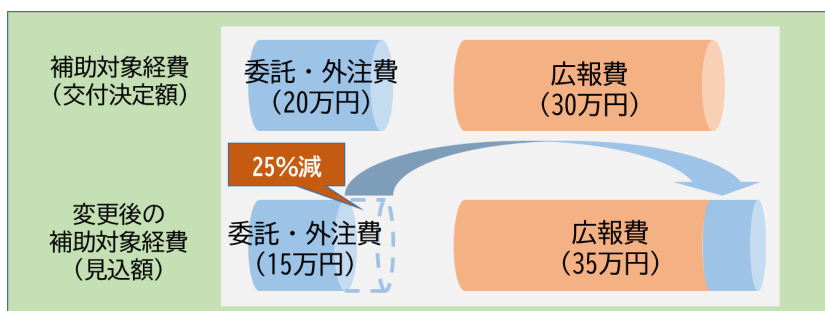 補助対象経費
（交付決定額）
委託・外注費
（20万円）
広報費
（30万円）
25%減
変更後の
補助対象経費
（見込額）
委託・外注費
（15万円）
広報費
（35万円）